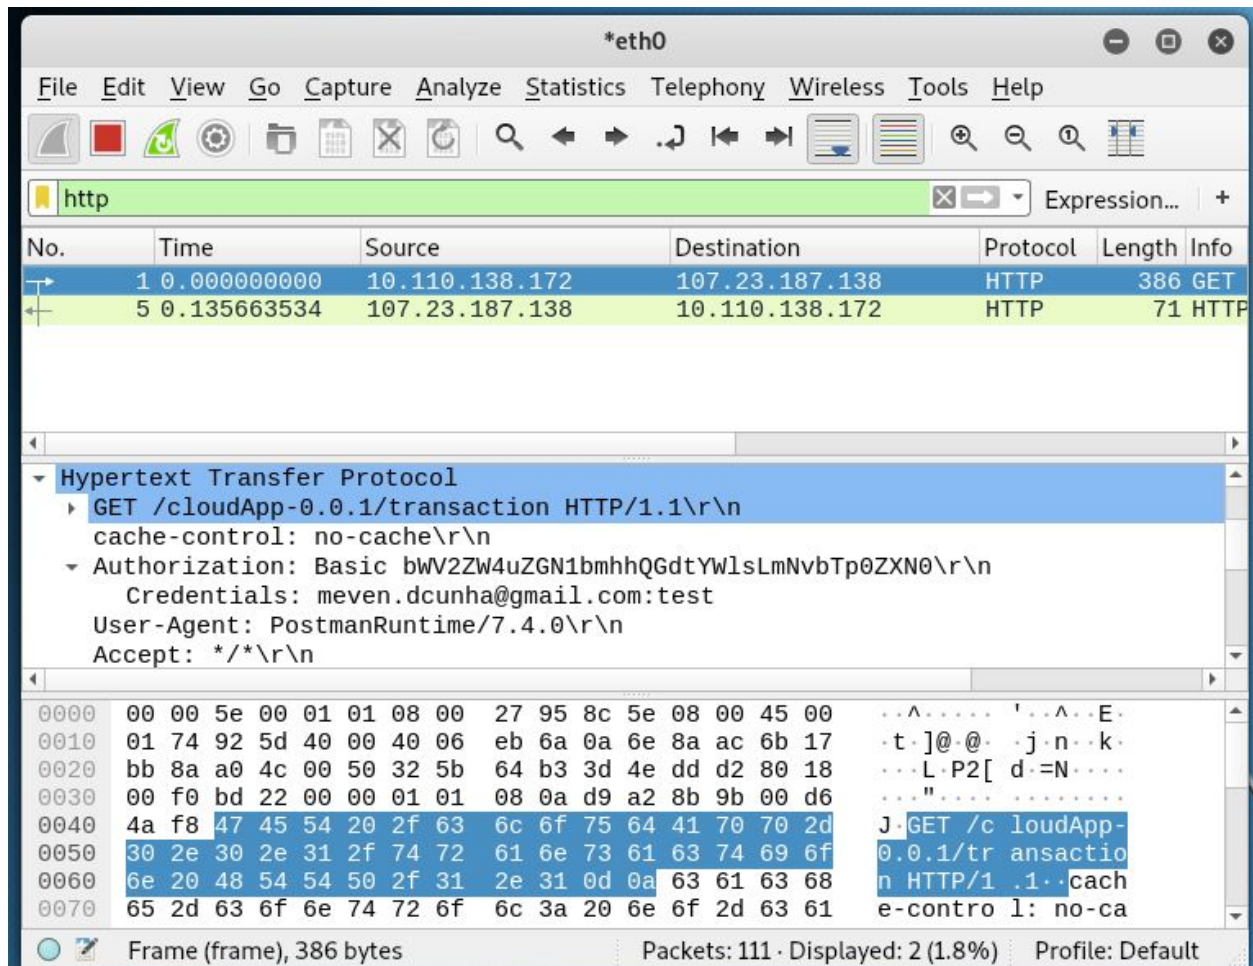 *eth0
File Edit View Go Capture Analyze Statistics Telephony Wireless Tools Help
http Expression... +
No. Time Source Destination Protocol Length Info
1 0.000000000 10.110.138.172 107.23.187.138 HTTP 386 GET
5 0.135663534 107.23.187.138 10.110.138.172 HTTP 71 HTTP
Hypertext Transfer Protocol
GET /cloudApp-0.0.1/transaction HTTP/1.1\r\n
cache-control: no-cache\r\n
Authorization: Basic bWV2ZW4uZGN1bmhhQGdtYWlsLmNvbTp0ZXN0\r\n
Credentials: meven.dcunha@gmail.com:test
User-Agent: PostmanRuntime/7.4.0\r\n
Accept: */*\r\n
0000 00 00 5e 00 01 01 08 00 27 95 8c 5e 08 00 45 00 ··^····· '··^··E·
0010 01 74 92 5d 40 00 40 06 eb 6a 0a 6e 8a ac 6b 17 ·t·]@·@· ·j·n··k·
0020 bb 8a a0 4c 00 50 32 5b 64 b3 3d 4e dd d2 80 18 ···L·P2[ d·=N····
0030 00 f0 bd 22 00 00 01 01 08 0a d9 a2 8b 9b 00 d6 ···"···· ········
0040 4a f8 47 45 54 20 2f 63 6c 6f 75 64 41 70 70 2d J·GET /c loudApp-
0050 30 2e 30 2e 31 2f 74 72 61 6e 73 61 63 74 69 6f 0.0.1/tr ansactio
0060 6e 20 48 54 54 50 2f 31 2e 31 0d 0a 63 61 63 68 n HTTP/1 .1··cach
0070 65 2d 63 6f 6e 74 72 6f 6c 3a 20 6e 6f 2d 63 61 e-contro l: no-ca
Frame (frame), 386 bytes Packets: 111 · Displayed: 2 (1.8%) Profile: Default